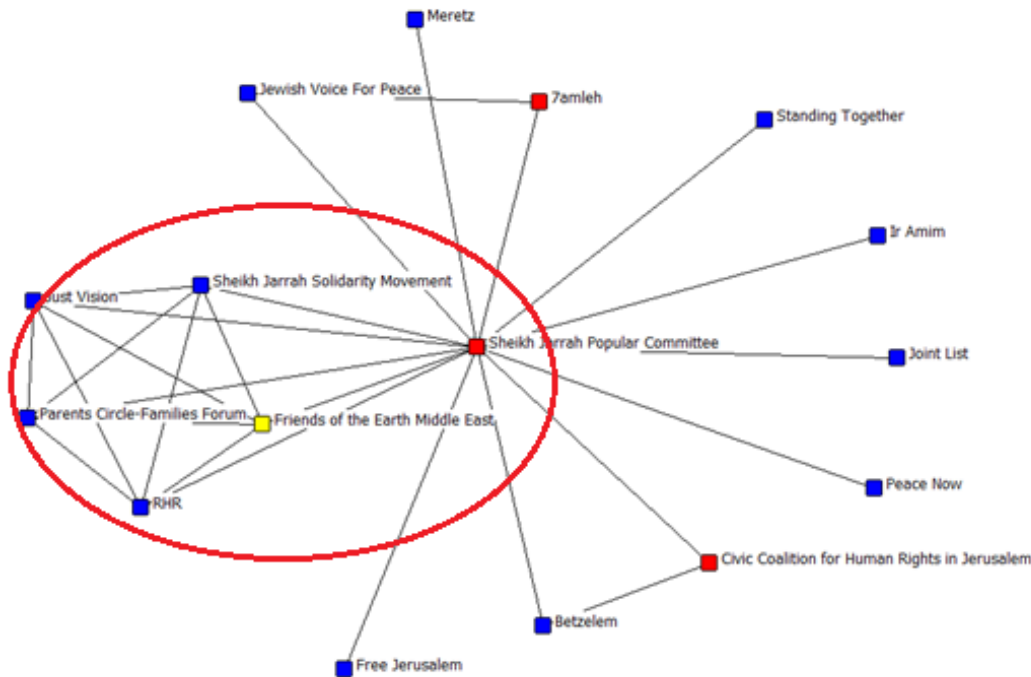 Meretz
Jewish Voice For Peace
7amleh
Standing Together
Ir Amim
Sheikh Jarrah Solidarity Movement
Just Vision
Sheikh Jarrah Popular Committee
Joint List
Parents Circle-Families Forum
Friends of the Earth Middle East
Peace Now
RHR
Civic Coalition for Human Rights in Jerusalem
Betzelem
Free Jerusalem